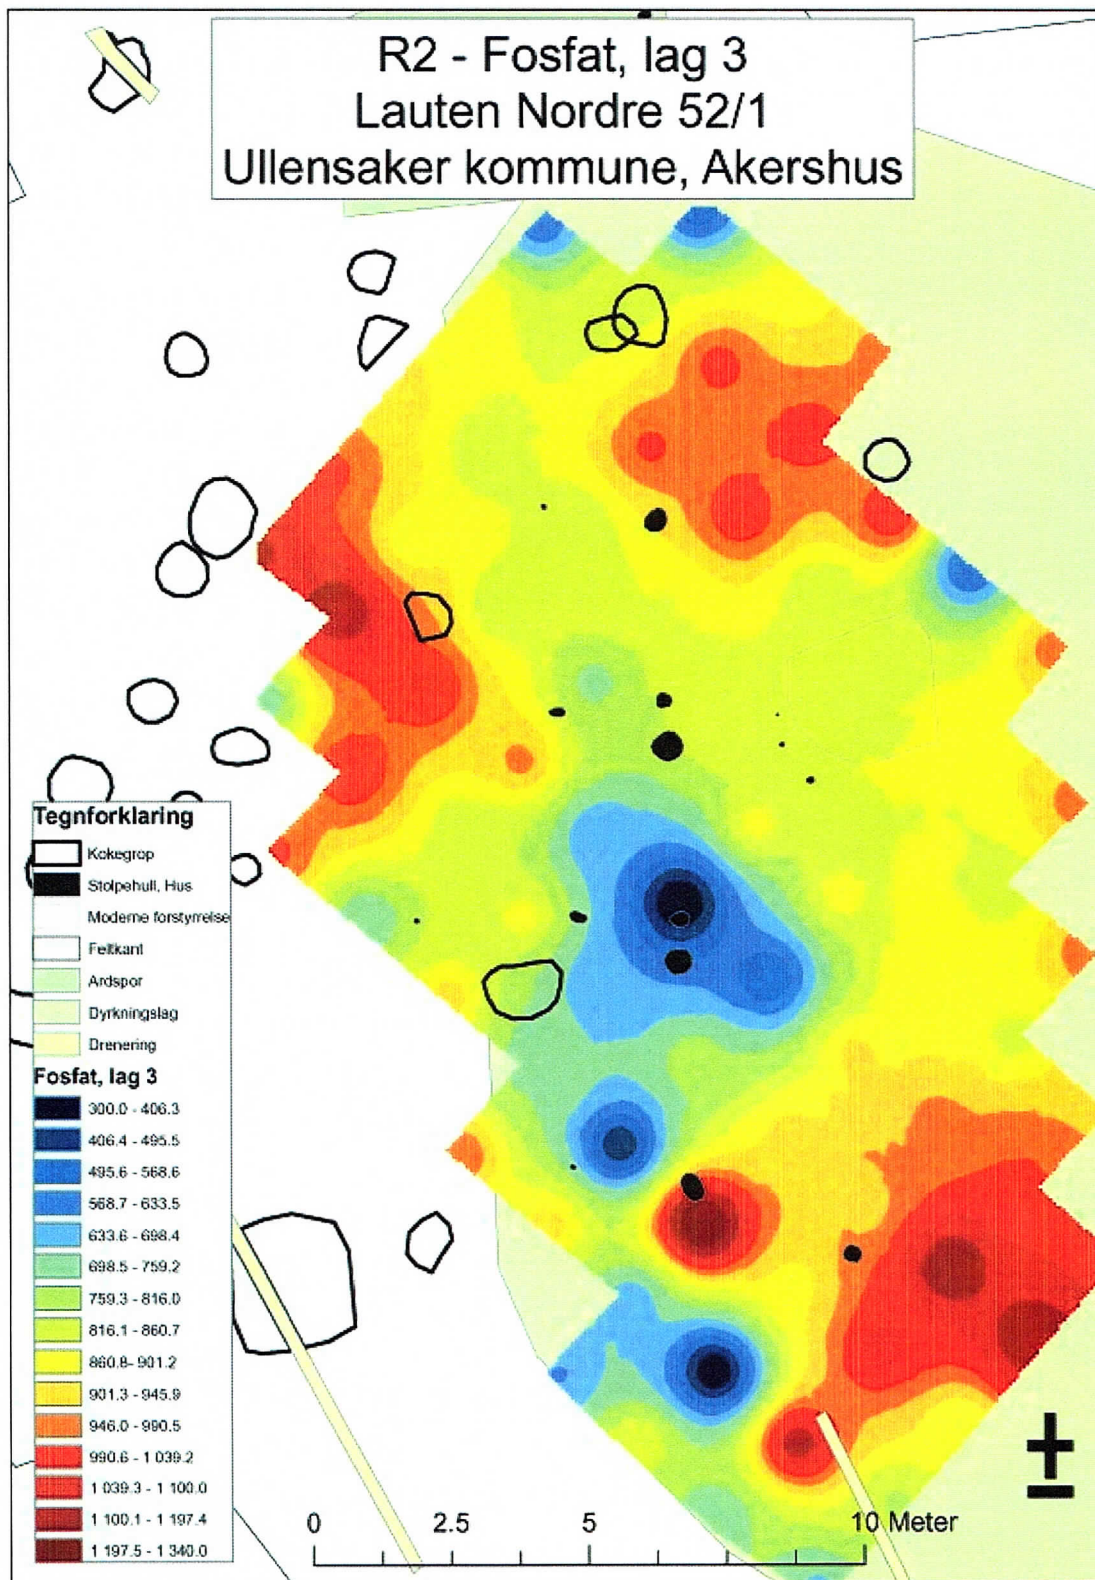 R2 - Fosfat, lag 3
Lauten Nordre 52/1
Ullensaker kommune, Akershus
Tegnforklaring
Kokegrop
Stolpehull, Hus
Moderne forstyrrelse
Feltkant
Ardspor
Dyrkningslag
Drenering
Fosfat, lag 3
300.0 - 406.3
406.4 - 495.5
495.6 - 568.6
568.7 - 633.5
633.6 - 698.4
698.5 - 759.2
759.3 - 816.0
816.1 - 860.7
860.8- 901.2
901.3 - 945.9
946.0 - 990.5
990.6 - 1 039.2
1 039.3 - 1 100.0
1 100.1 - 1 197.4
1 197.5 - 1 340.0
0 2.5 5 10 Meter